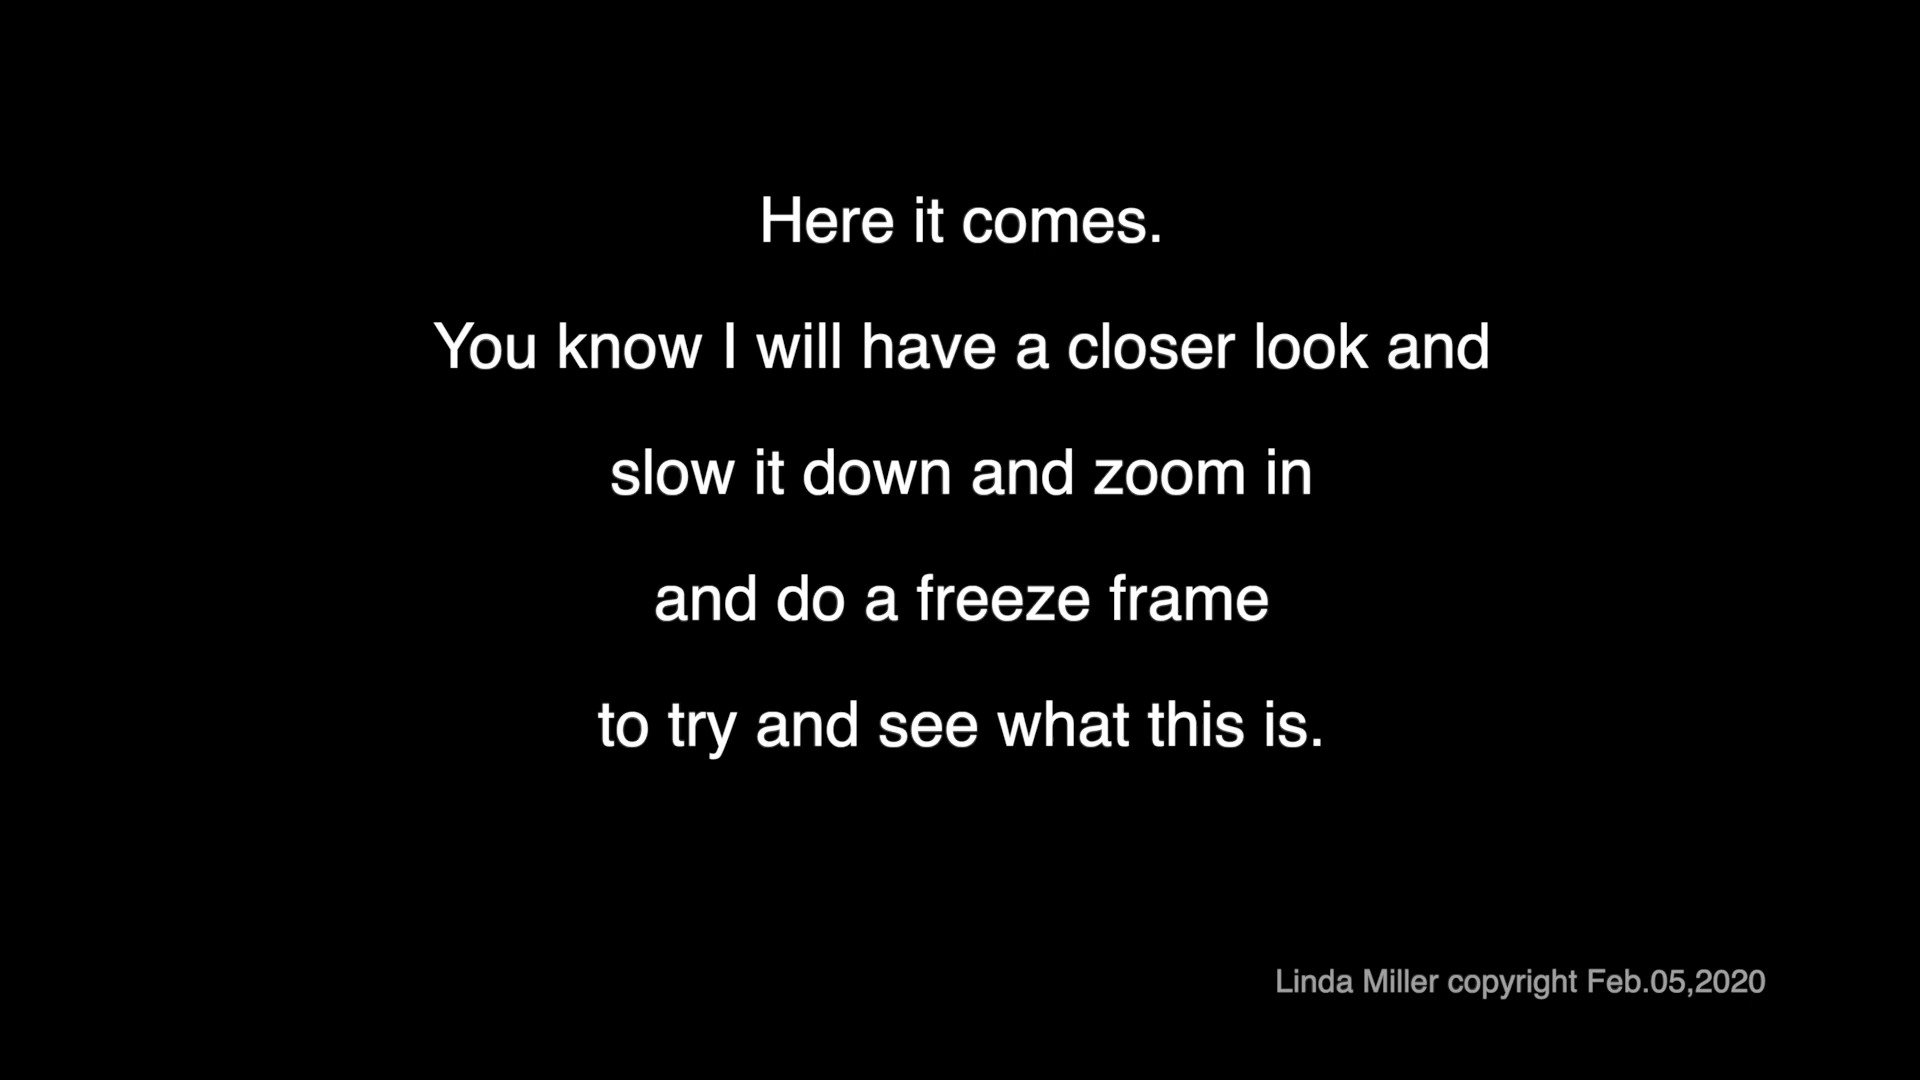 Here it comes.
You know I will have a closer look and
slow it down and zoom in
and do a freeze frame
to try and see what this is.
Linda Miller copyright Feb.05,2020